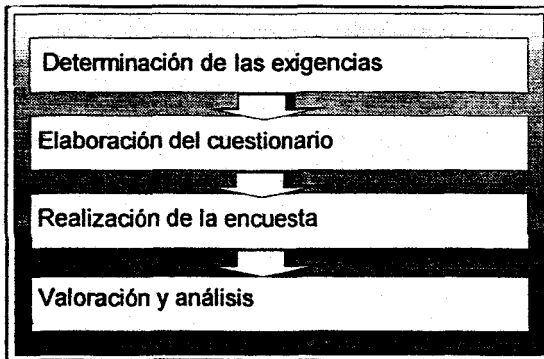 Determinación de las exigencias
Elaboración del cuestionario
Realización de la encuesta
Valoración y análisis